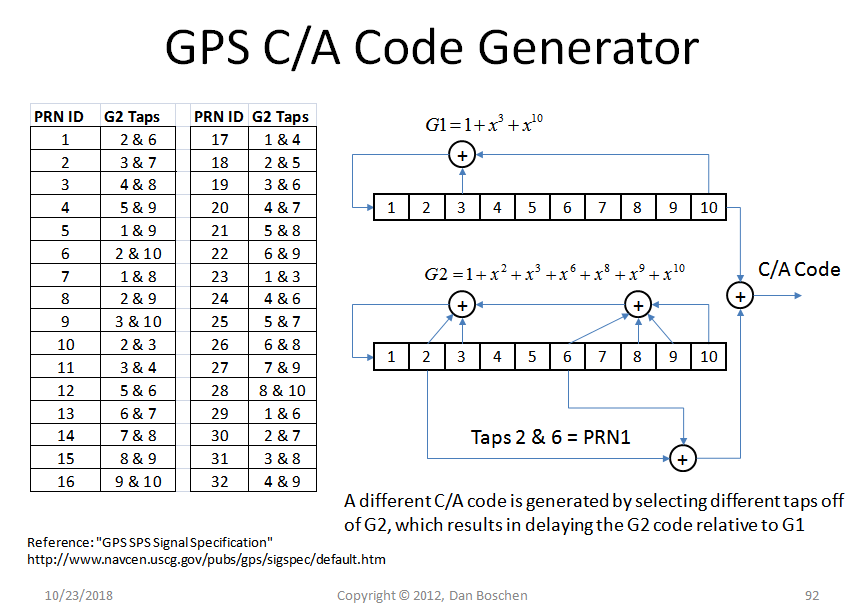 GPS C/A Code Generator
PRN ID G2 Taps PRN ID G2 Taps
1 2 & 6 17 1 & 4
2 3 & 7 18 2 & 5
3 4 & 8 19 3 & 6
4 5 & 9 20 4 & 7
5 1 & 9 21 5 & 8
6 2 & 10 22 6 & 9
7 1 & 8 23 1 & 3
8 2 & 9 24 4 & 6
9 3 & 10 25 5 & 7
10 2 & 3 26 6 & 8
11 3 & 4 27 7 & 9
12 5 & 6 28 8 & 10
13 6 & 7 29 1 & 6
14 7 & 8 30 2 & 7
15 8 & 9 31 3 & 8
16 9 & 10 32 4 & 9
Reference: "GPS SPS Signal Specification"
http://www.navcen.uscg.gov/pubs/gps/sigspec/default.htm
G1=1+x³+x¹⁰
+
1 2 3 4 5 6 7 8 9 10
G2=1+x²+x³+x⁶+x⁸+x⁹+x¹⁰
+ +
1 2 3 4 5 6 7 8 9 10
C/A Code
+
Taps 2 & 6 = PRN1
+
A different C/A code is generated by selecting different taps off
of G2, which results in delaying the G2 code relative to G1
10/23/2018 Copyright © 2012, Dan Boschen 92